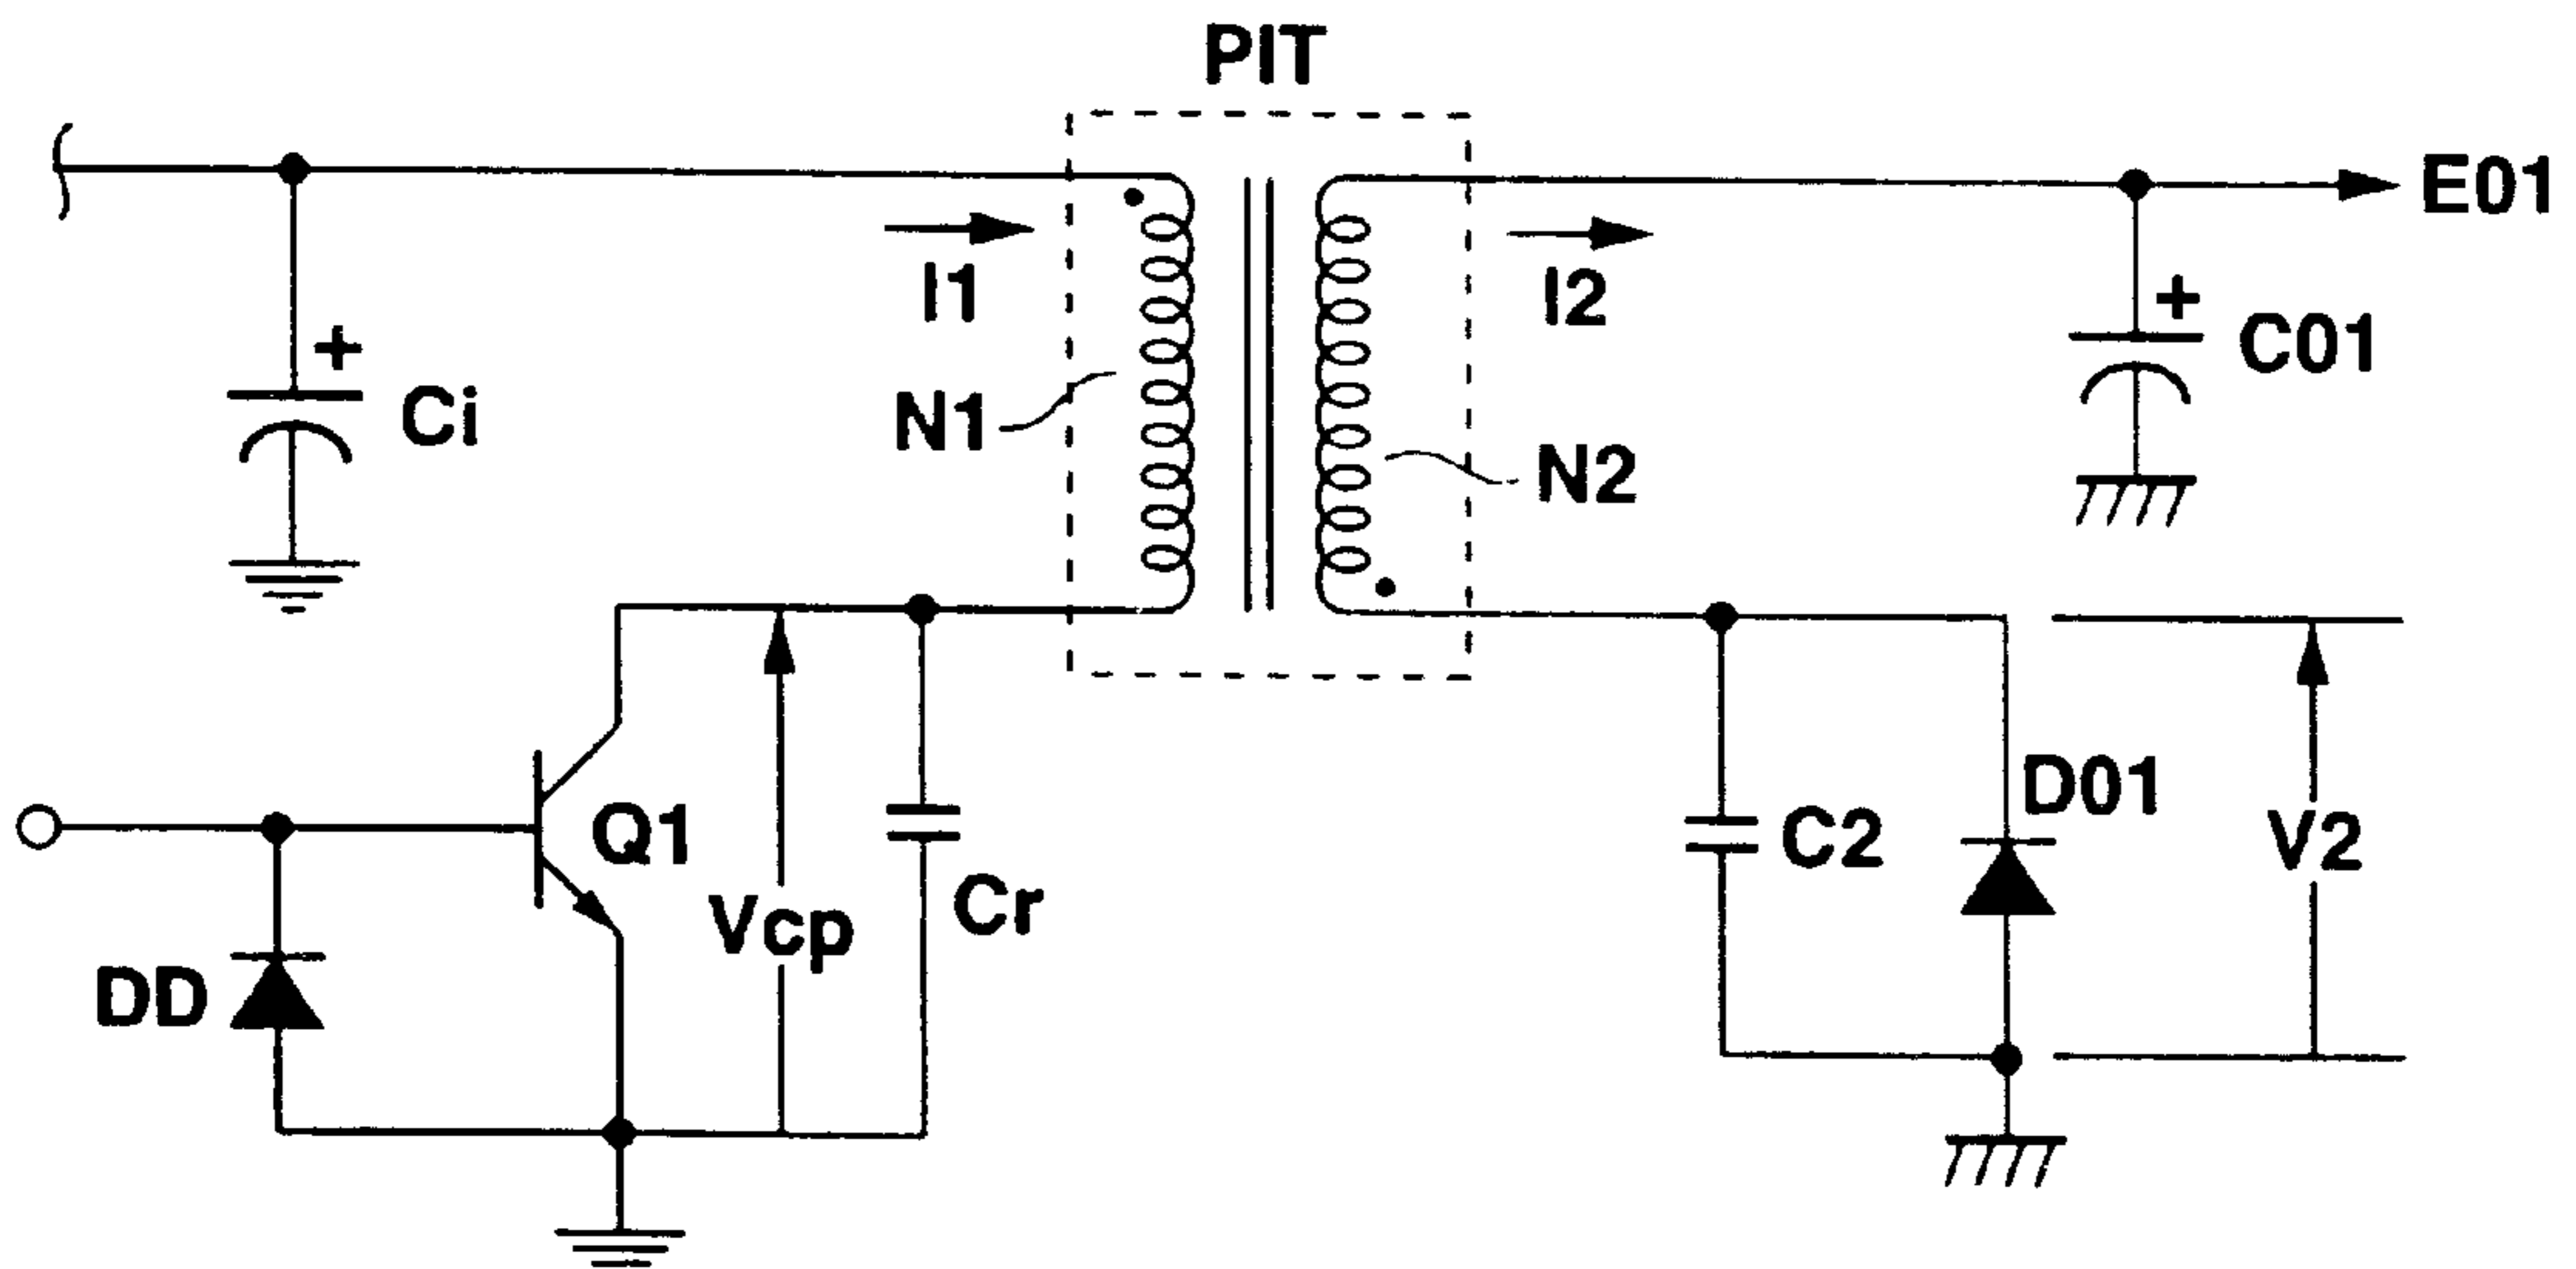 PIT
E01
I1
I2
+
C01
+
Ci
N1
N2
D01
Q1
C2
V2
Vcp
Cr
DD